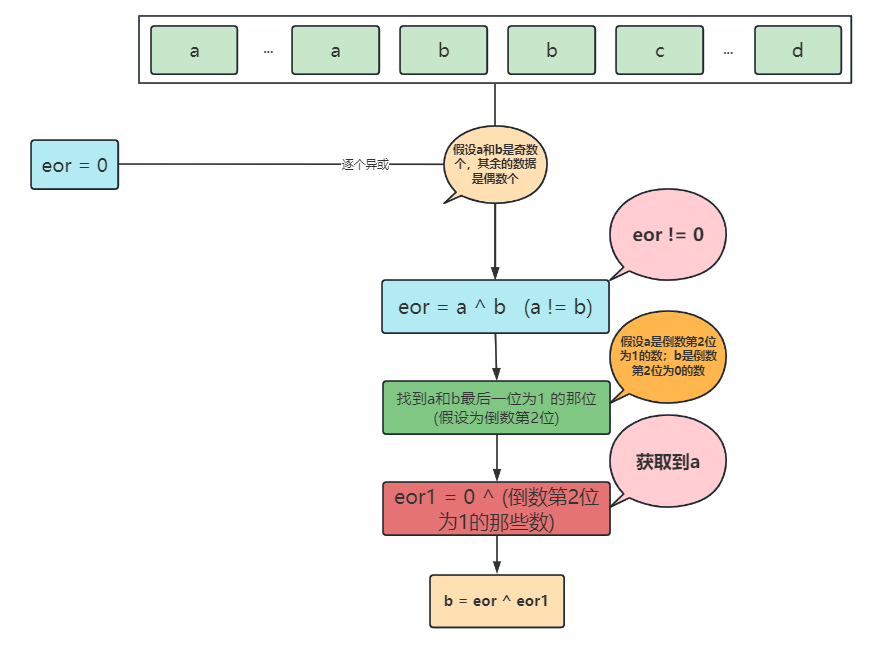 a ... a b b c ... d
假设a和b是奇数
个，其余的数据
是偶数个
eor = 0
逐个异或
eor != 0
eor = a ^ b (a != b)
假设a是倒数第2位
为1的数；b是倒数
第2位为0的数
找到a和b最后一位为1 的那位
(假设为倒数第2位)
获取到a
eor1 = 0 ^ (倒数第2位
为1的那些数)
b = eor ^ eor1